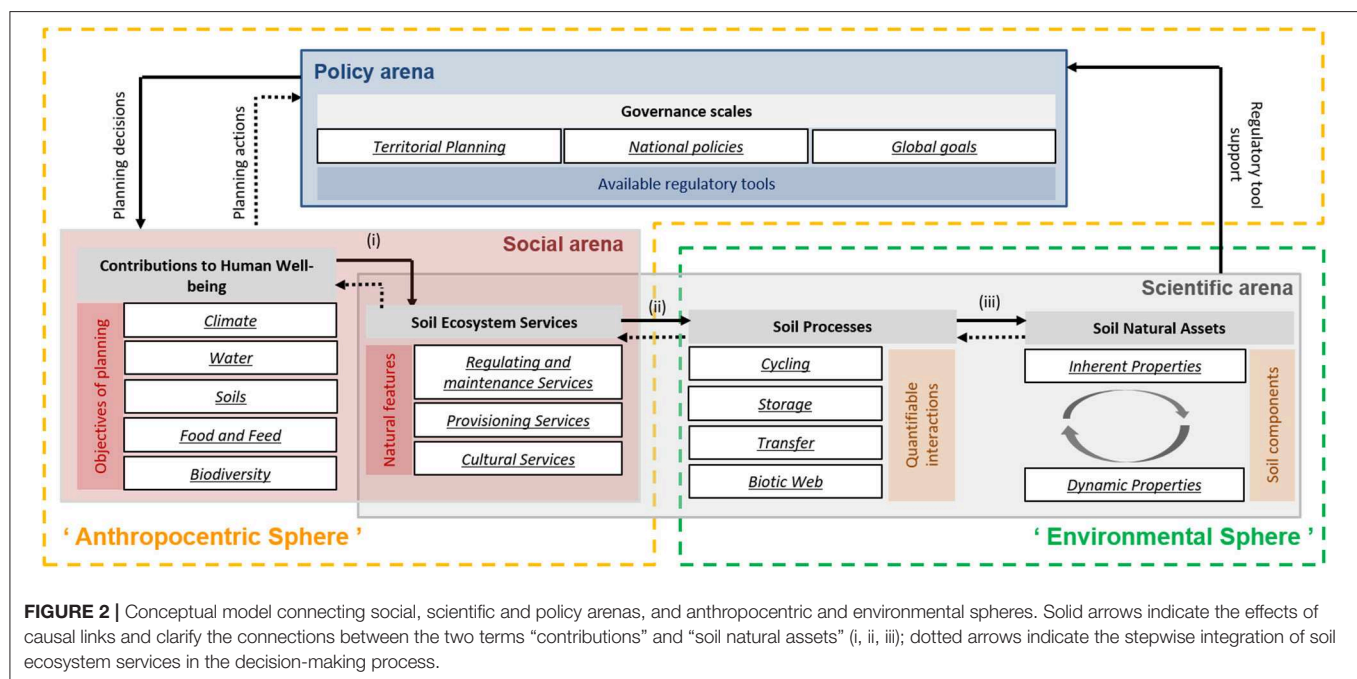 Policy arena
Governance scales
Territorial Planning
National policies
Global goals
Available regulatory tools
Planning decisions
Planning actions
Regulatory tool
support
(i)
Social arena
Contributions to Human Well-
being
Objectives of planning
Climate
Water
Soils
Food and Feed
Biodiversity
Soil Ecosystem Services
Natural features
Regulating and
maintenance Services
Provisioning Services
Cultural Services
(ii)
Scientific arena
Soil Processes
Cycling
Storage
Transfer
Biotic Web
Quantifiable
interactions
(iii)
Soil Natural Assets
Inherent Properties
Dynamic Properties
Soil components
‘ Anthropocentric Sphere ’
‘ Environmental Sphere ’
FIGURE 2 | Conceptual model connecting social, scientific and policy arenas, and anthropocentric and environmental spheres. Solid arrows indicate the effects of
causal links and clarify the connections between the two terms “contributions” and “soil natural assets” (i, ii, iii); dotted arrows indicate the stepwise integration of soil
ecosystem services in the decision-making process.